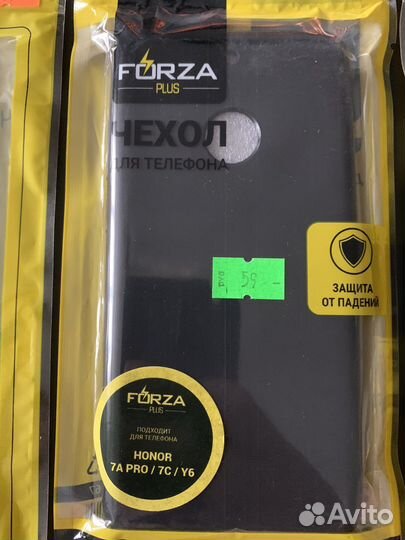 FORZA
PLUS
ЧЕХОЛ
ДЛЯ ТЕЛЕФОНА
59 –
ЗАЩИТА
ОТ ПАДЕНИЙ
FORZA
PLUS
ПОДХОДИТ
ДЛЯ ТЕЛЕФОНА
HONOR
7A PRO / 7C / Y6
Avito